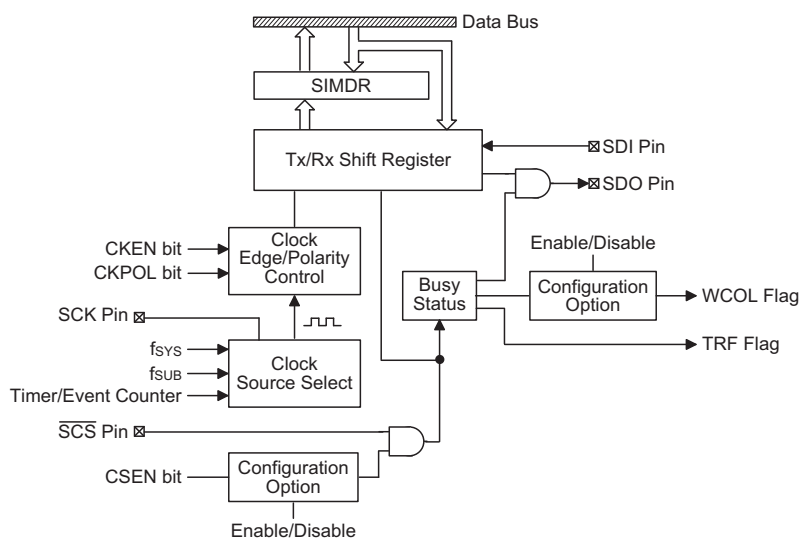 Data Bus
SIMDR
Tx/Rx Shift Register
SDI Pin
SDO Pin
CKEN bit
CKPOL bit
Clock
Edge/Polarity
Control
Enable/Disable
Busy
Status
Configuration
Option
WCOL Flag
SCK Pin
TRF Flag
fSYS
fSUB
Timer/Event Counter
Clock
Source Select
SCS Pin
CSEN bit
Configuration
Option
Enable/Disable